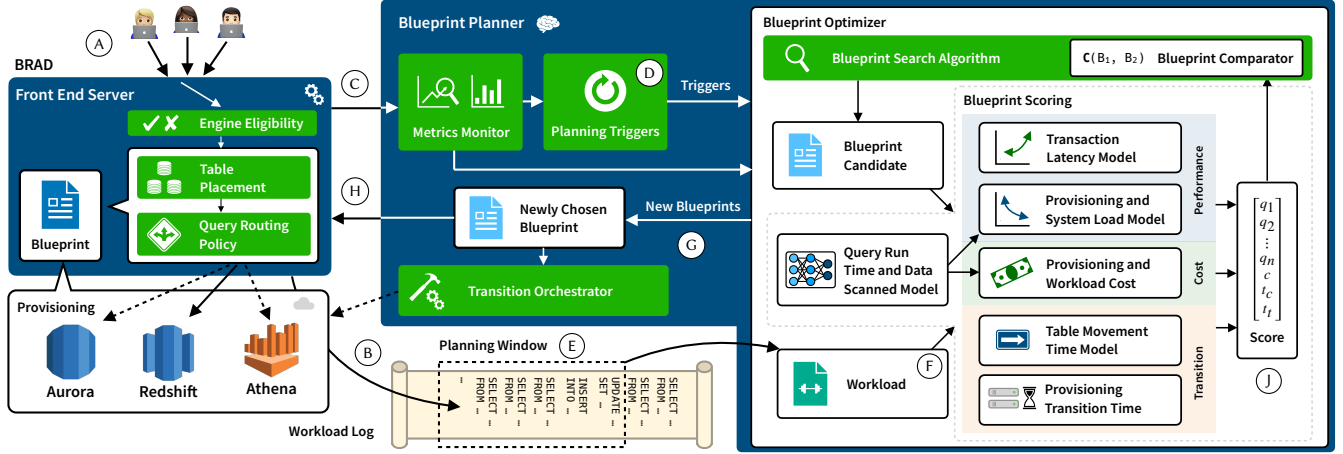 A
BRAD
Front End Server
Engine Eligibility
Table
Placement
Query Routing
Policy
Blueprint
Provisioning
Aurora
Redshift
Athena
B
C
H
Blueprint Planner
Metrics Monitor
D
Planning Triggers
Triggers
Newly Chosen
Blueprint
New Blueprints
G
Transition Orchestrator
Planning Window
E
Workload Log
...
SELECT ...
FROM ...
SELECT ...
FROM ...
SELECT ...
FROM ...
INSERT
INTO ...
UPDATE ...
SET ...
SELECT ...
FROM ...
SELECT ...
FROM ...
Blueprint Optimizer
Blueprint Search Algorithm
C(B₁, B₂) Blueprint Comparator
Blueprint
Candidate
Query Run
Time and Data
Scanned Model
Workload
F
Blueprint Scoring
Transaction
Latency Model
Provisioning and
System Load Model
Performance
Provisioning and
Workload Cost
Cost
Table Movement
Time Model
Provisioning
Transition Time
Transition
q₁
q₂
⋮
qₙ
c
t_c
t_t
Score
J